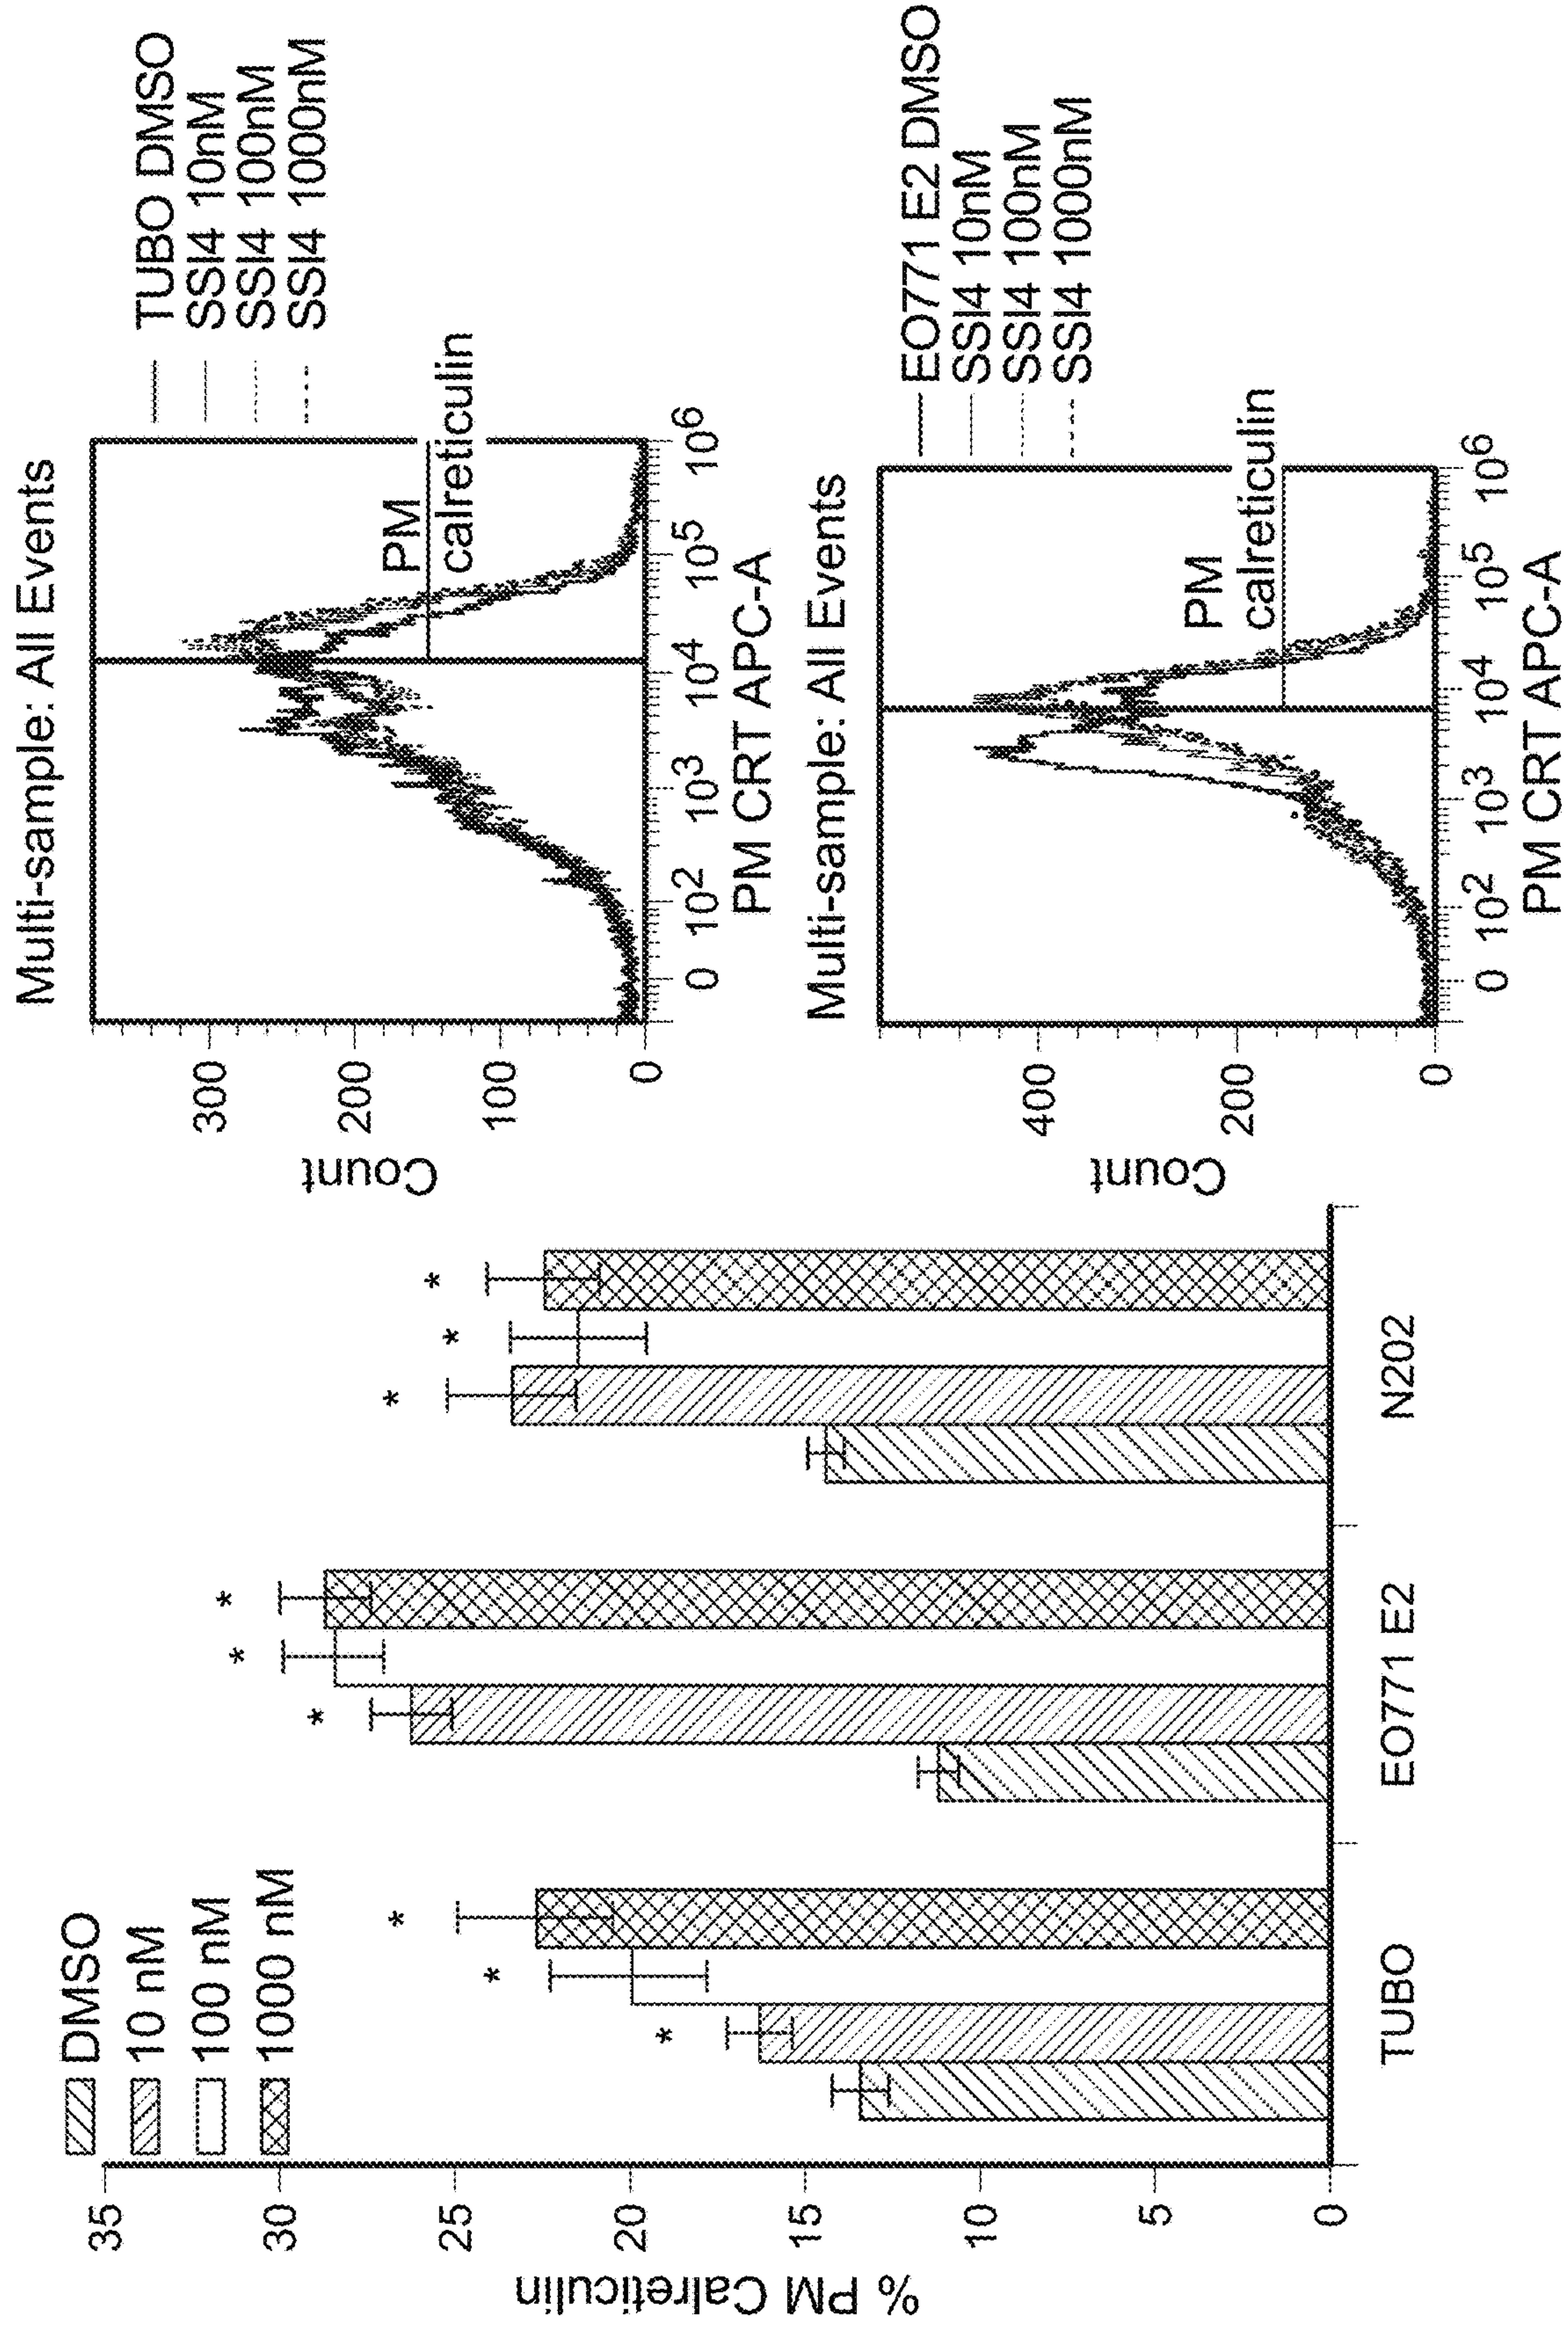 DMSO
10 nM
100 nM
1000 nM
% PM Calreticulin
35
30
25
20
15
10
5
0
* * *
* * *
* * *
TUBO
EO771 E2
N202
Multi-sample: All Events
TUBO DMSO
SSI4 10nM
SSI4 100nM
SSI4 1000nM
Count
300
200
100
0
PM
calreticulin
0 10² 10³ 10⁴ 10⁵ 10⁶
PM CRT APC-A
Multi-sample: All Events
EO771 E2 DMSO
SSI4 10nM
SSI4 100nM
SSI4 1000nM
Count
400
200
0
PM
calreticulin
0 10² 10³ 10⁴ 10⁵ 10⁶
PM CRT APC-A